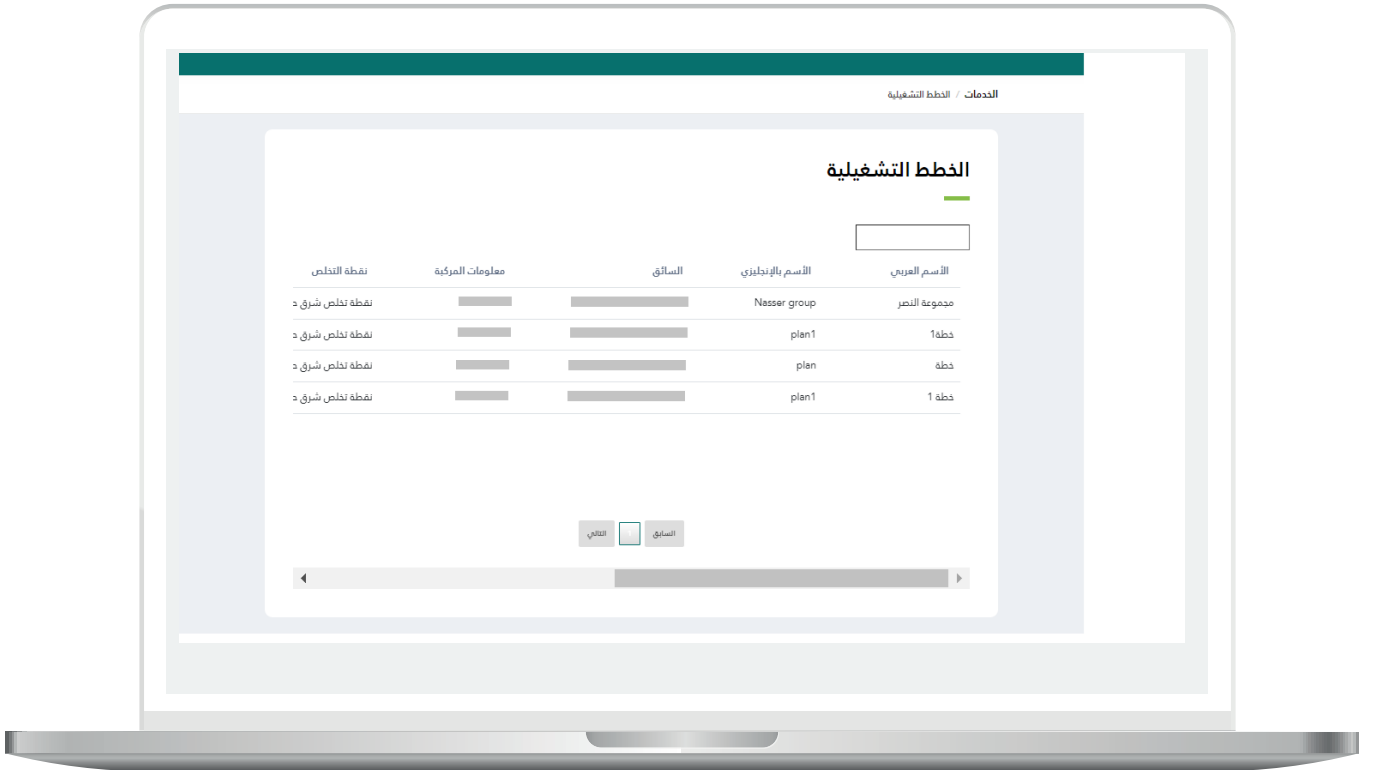 الخدمات / الخطط التشغيلية
الخطط التشغيلية
الأسم العربي الأسم بالإنجليزي السائق معلومات المركبة نقطة التخلص
مجموعة النصر Nasser group نقطة تخلص شرق
خطة1 plan1 نقطة تخلص شرق
خطة plan نقطة تخلص شرق
خطة 1 plan1 نقطة تخلص شرق
السابق التالي